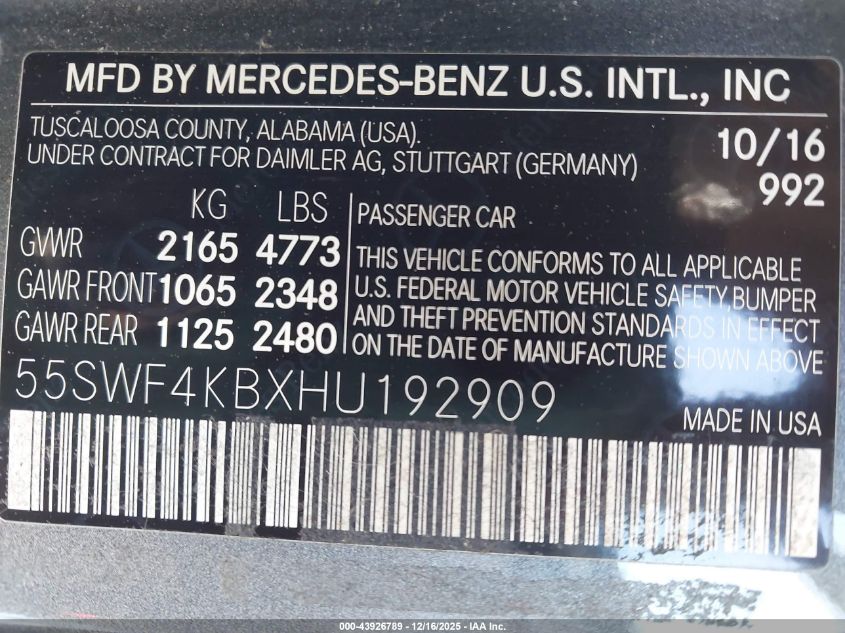 MFD BY MERCEDES-BENZ U.S. INTL., INC
TUSCALOOSA COUNTY, ALABAMA (USA).
UNDER CONTRACT FOR DAIMLER AG, STUTTGART (GERMANY)
10/16
992
KG LBS
GVWR 2165 4773
GAWR FRONT 1065 2348
GAWR REAR 1125 2480
PASSENGER CAR
THIS VEHICLE CONFORMS TO ALL APPLICABLE
U.S. FEDERAL MOTOR VEHICLE SAFETY, BUMPER
AND THEFT PREVENTION STANDARDS IN EFFECT
ON THE DATE OF MANUFACTURE SHOWN ABOVE
55SWF4KBXHU192909
MADE IN USA
000-43926789 - 12/16/2025 - IAA Inc.